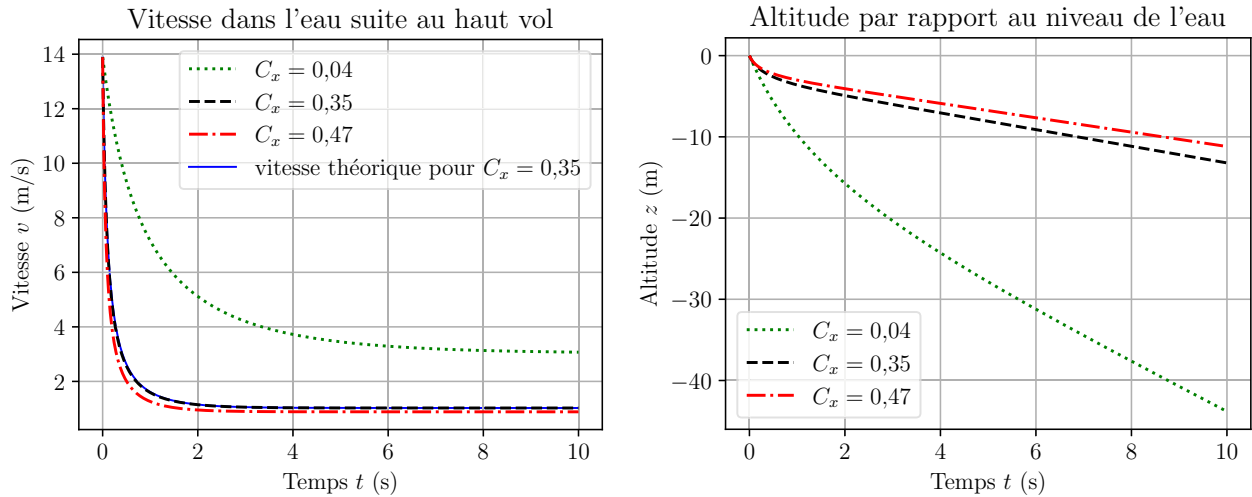 Vitesse dans l'eau suite au haut vol
14
12
10
8
6
4
2
Vitesse v (m/s)
C_x = 0,04
C_x = 0,35
C_x = 0,47
vitesse théorique pour C_x = 0,35
0 2 4 6 8 10
Temps t (s)
Altitude par rapport au niveau de l'eau
0
−10
−20
−30
−40
Altitude z (m)
C_x = 0,04
C_x = 0,35
C_x = 0,47
0 2 4 6 8 10
Temps t (s)